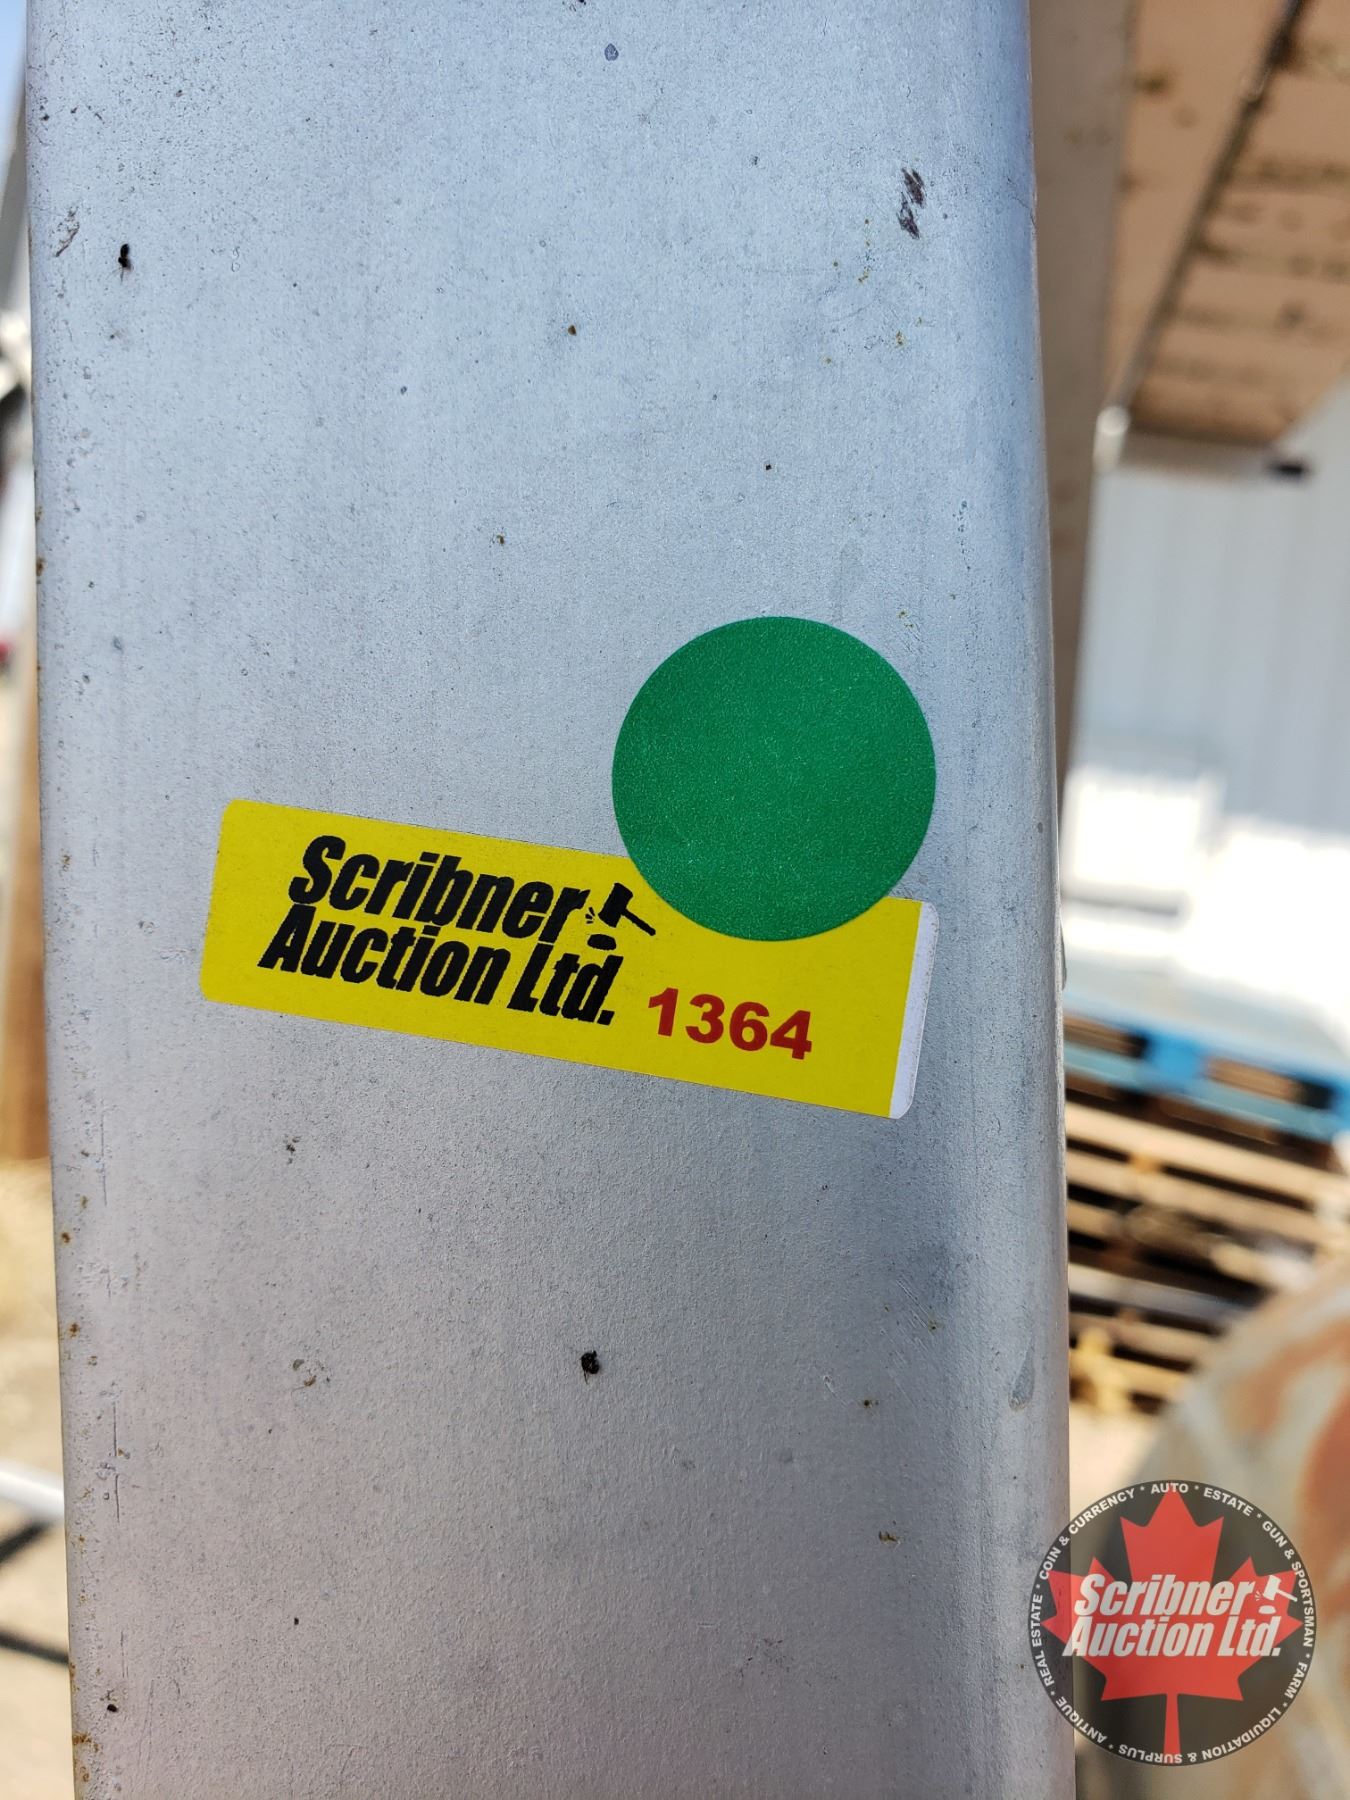 Scribner
Auction Ltd.
1364
REAL ESTATE * COIN & CURRENCY * AUTO * ESTATE * GUN & SPORTSMAN * FARM * LIQUIDATION & SURPLUS * ANTIQUE *
Scribner
Auction Ltd.